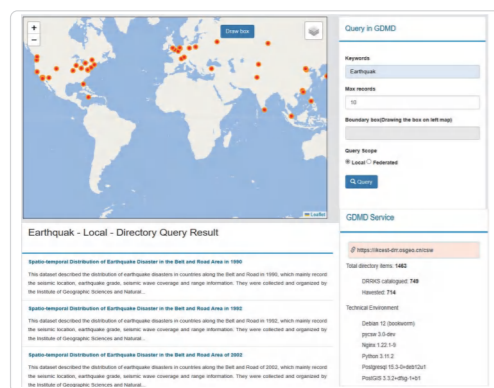 +
−
Draw box
Leaflet
Earthquak - Local - Directory Query Result
Spatio-temporal Distribution of Earthquake Disaster in the Belt and Road Area in 1990
This dataset described the distribution of earthquake disasters in countries along the Belt and Road in 1990, which mainly record
the seismic location, earthquake grade, seismic wave coverage and range information. They were collected and organized by
the Institute of Geographic Sciences and Natural...
Spatio-temporal Distribution of Earthquake Disaster in the Belt and Road Area in 1992
This dataset described the distribution of earthquake disasters in countries along the Belt and Road in 1992, which mainly record
the seismic location, earthquake grade, seismic wave coverage and range information. They were collected and organized by
the Institute of Geographic Sciences and Natural...
Spatio-temporal Distribution of Earthquake Disaster in the Belt and Road Area of 2002
This dataset described the distribution of earthquake disasters in countries along the Belt and Road of 2002, which mainly record
the seismic location, earthquake grade, seismic wave coverage and range information. They were collected and organized by
the Institute of Geographic Sciences and Natural...
Query in GDMD
Keywords
Earthquak
Max records
10
Boundary box(Drowing the box on left map)
Query Scope
Local Federated
Query
GDMD Service
https://ikcest-drr.osgeo.cn/csw
Total directory items: 1463
DRRKS catalogued: 749
Havested: 714
Technical Environment
Debian 12 (bookworm)
pycsw 3.0-dev
Nginx 1.22.1-9
Python 3.11.2
Postgresql 15.3-0+deb12u1
PostGIS 3.3.2+dfsg-1+b1